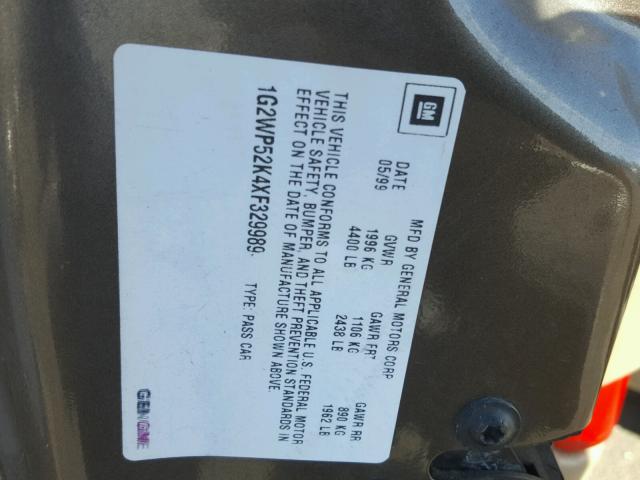 GM
MFD BY GENERAL MOTORS CORP
DATE GVWR GAWR FRT GAWR RR
05/99 1996 KG 1106 KG 890 KG
4400 LB 2438 LB 1962 LB
THIS VEHICLE CONFORMS TO ALL APPLICABLE U.S. FEDERAL MOTOR
VEHICLE SAFETY, BUMPER, AND THEFT PREVENTION STANDARDS IN
EFFECT ON THE DATE OF MANUFACTURE SHOWN ABOVE.
1G2WP52K4XF329989 TYPE: PASS CAR